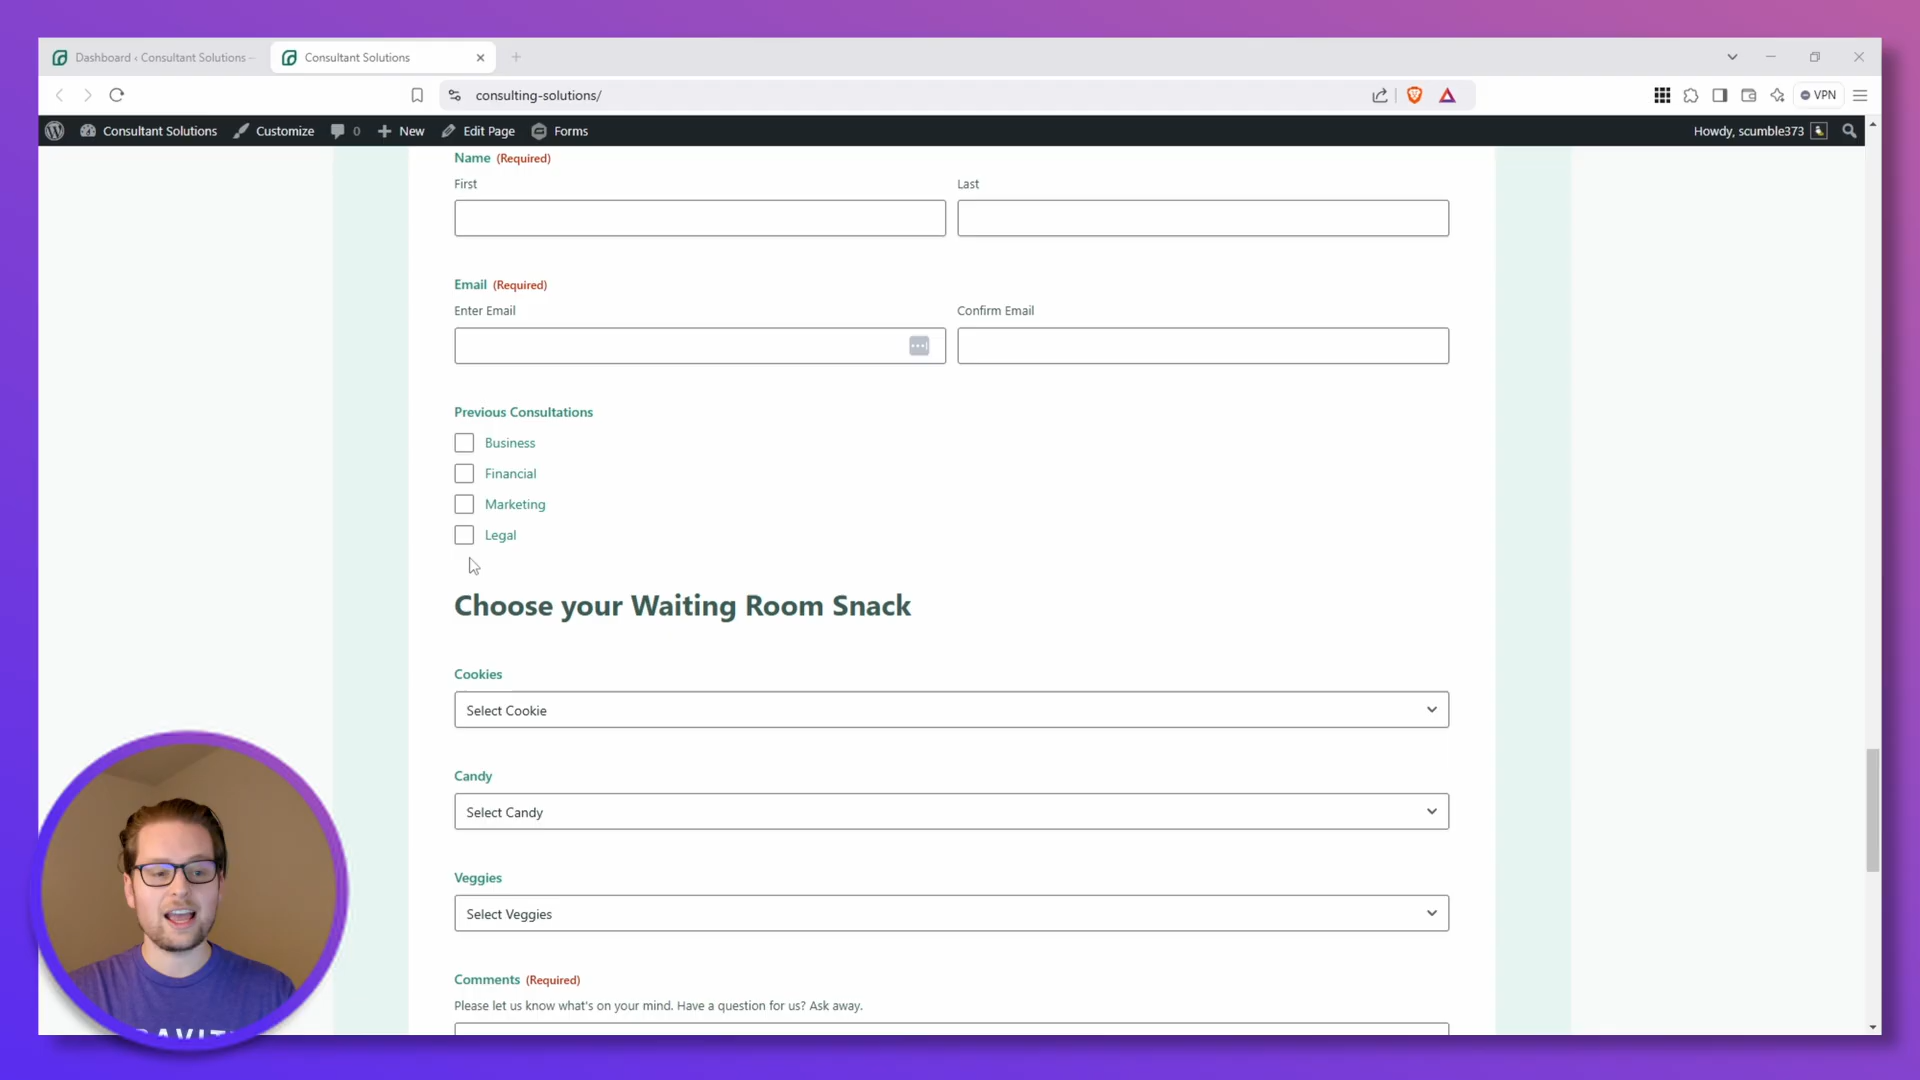 Dashboard ‹ Consultant Solutions –
Consultant Solutions
consulting-solutions/
VPN
Consultant Solutions
Customize
0
New
Edit Page
Forms
Howdy, scumble373
Name (Required)
First
Last
Email (Required)
Enter Email
Confirm Email
Previous Consultations
Business
Financial
Marketing
Legal
Choose your Waiting Room Snack
Cookies
Select Cookie
Candy
Select Candy
Veggies
Select Veggies
Comments (Required)
Please let us know what's on your mind. Have a question for us? Ask away.